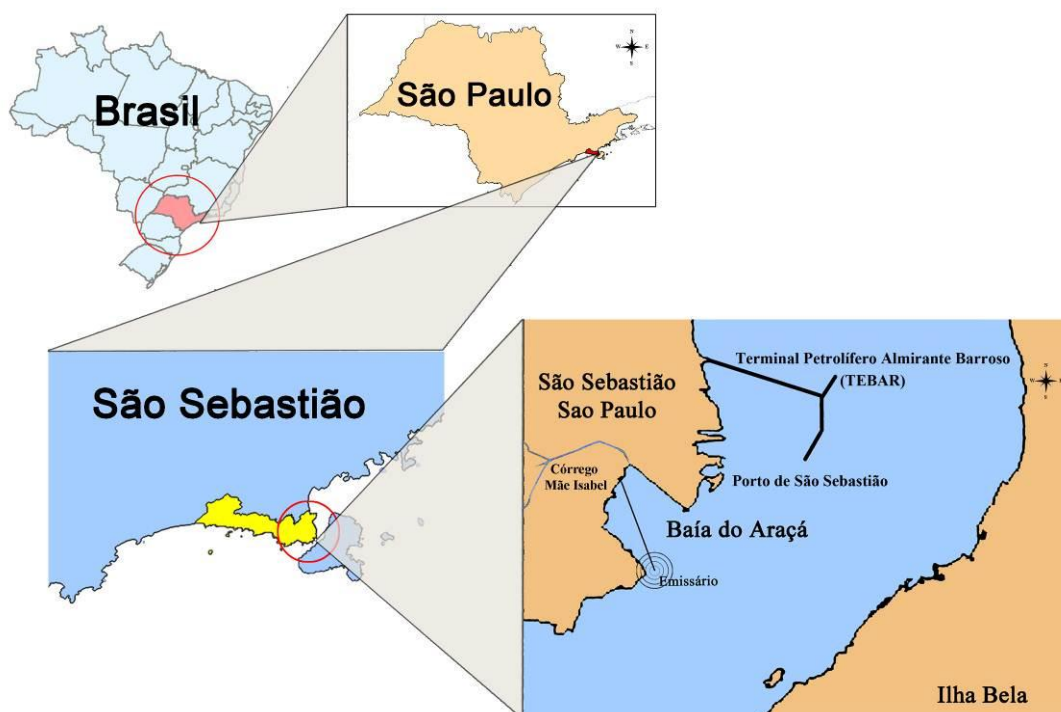 Brasil
São Paulo
N
W
E
S
São Sebastião
São Sebastião
Sao Paulo
Terminal Petrolífero Almirante Barroso
(TEBAR)
Córrego
Mãe Isabel
Porto de São Sebastião
Baía do Araçá
Emissário
Ilha Bela